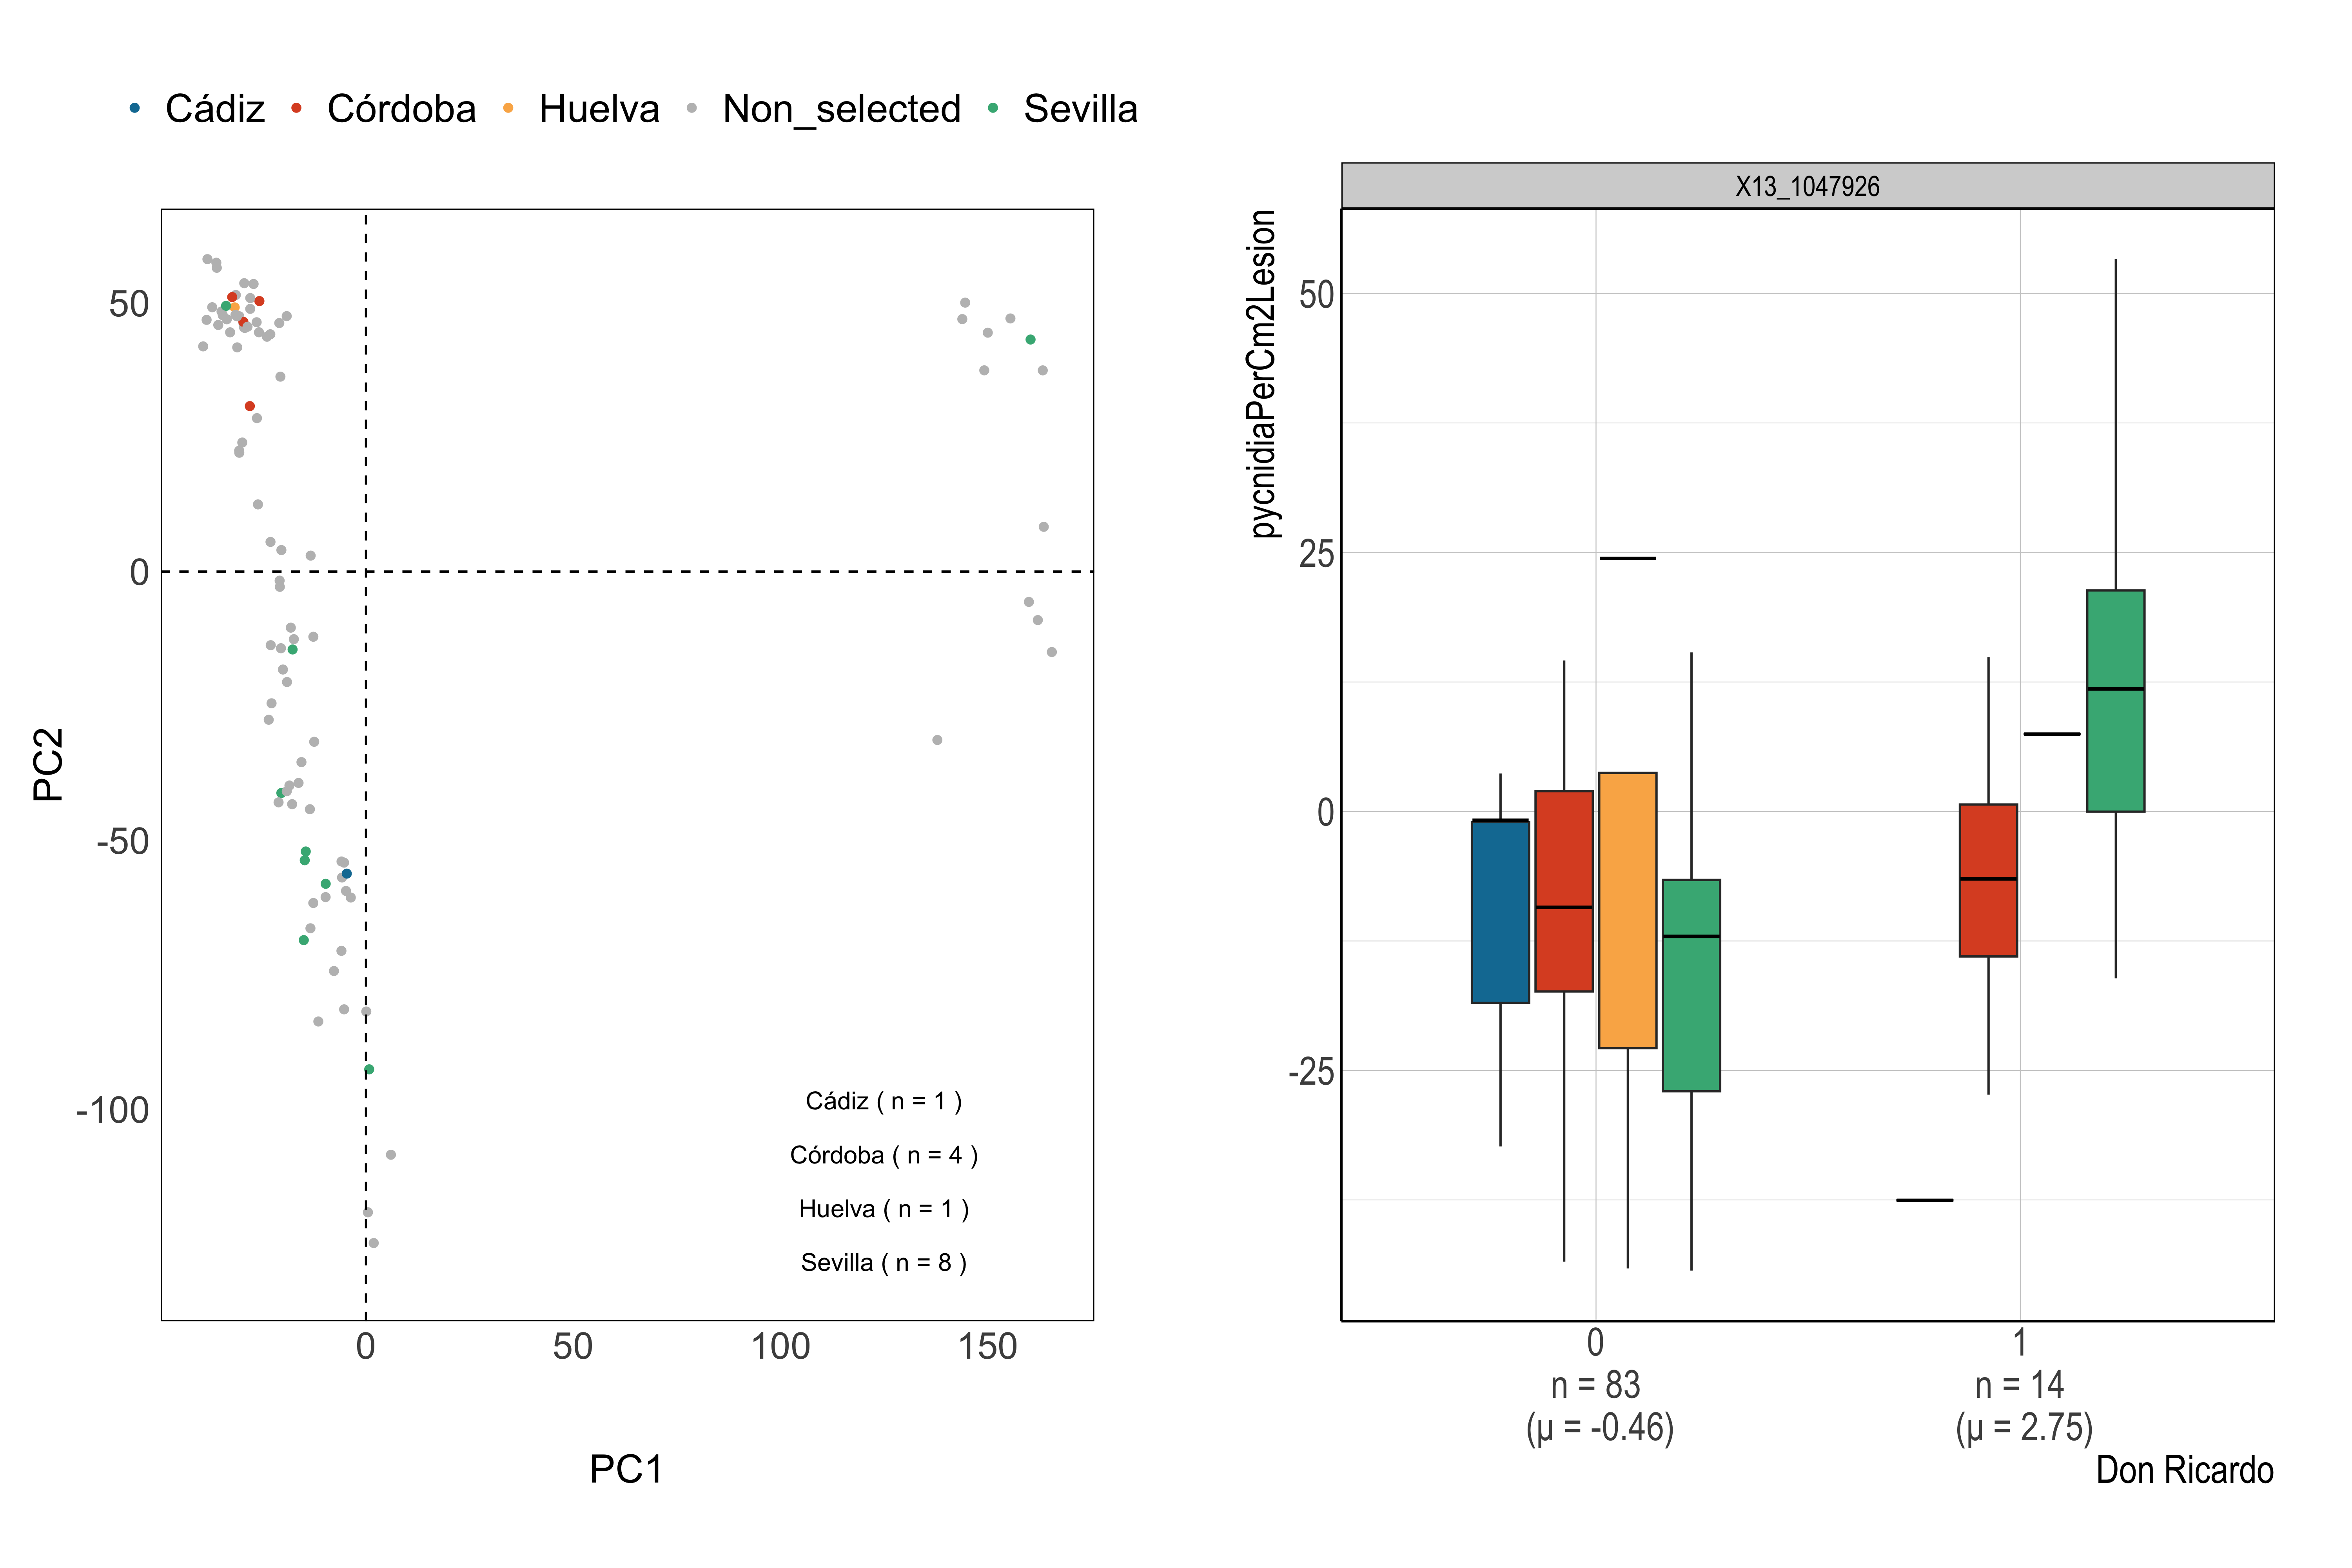 Cádiz Córdoba Huelva Non_selected Sevilla
PC2
50
0
-50
-100
Cádiz ( n = 1 )
Córdoba ( n = 4 )
Huelva ( n = 1 )
Sevilla ( n = 8 )
0 50 100 150
PC1
X13_1047926
pycnidiaPerCm2Lesion
50
25
0
-25
0 1
n = 83 n = 14
(µ = -0.46) (µ = 2.75)
Don Ricardo